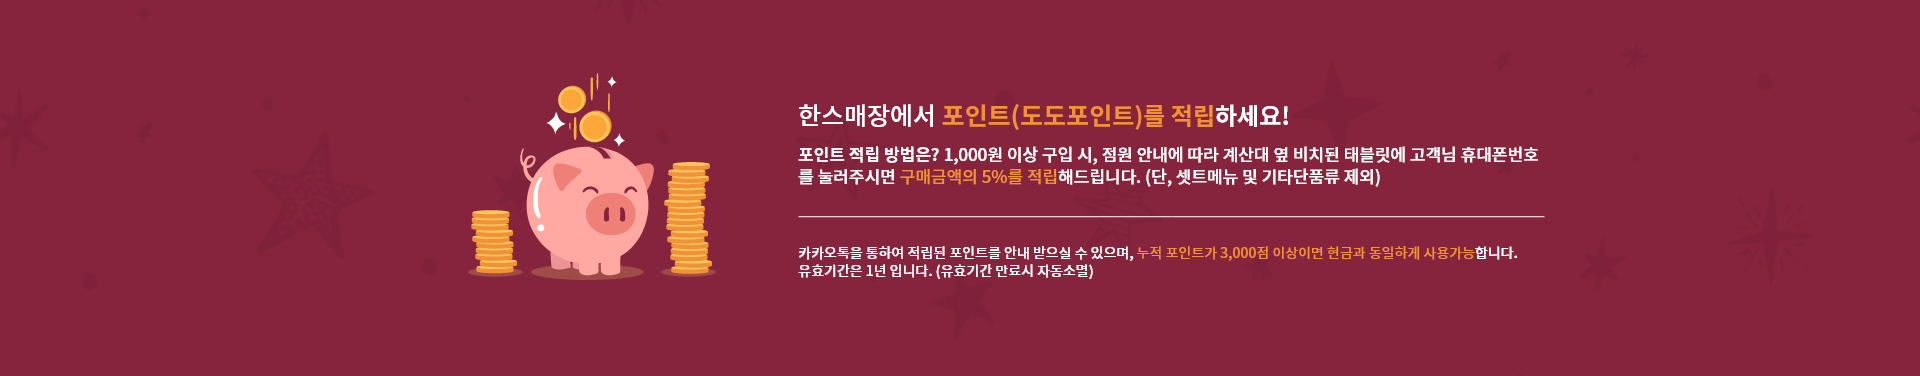 한스매장에서 포인트(도도포인트)를 적립하세요!
포인트 적립 방법은? 1,000원 이상 구입 시, 점원 안내에 따라 계산대 옆 비치된 태블릿에 고객님 휴대폰번호
를 눌러주시면 구매금액의 5%를 적립해드립니다. (단, 셋트메뉴 및 기타단품류 제외)
카카오톡을 통하여 적립된 포인트를 안내 받으실 수 있으며, 누적 포인트가 3,000점 이상이면 현금과 동일하게 사용가능합니다.
유효기간은 1년 입니다. (유효기간 만료시 자동소멸)